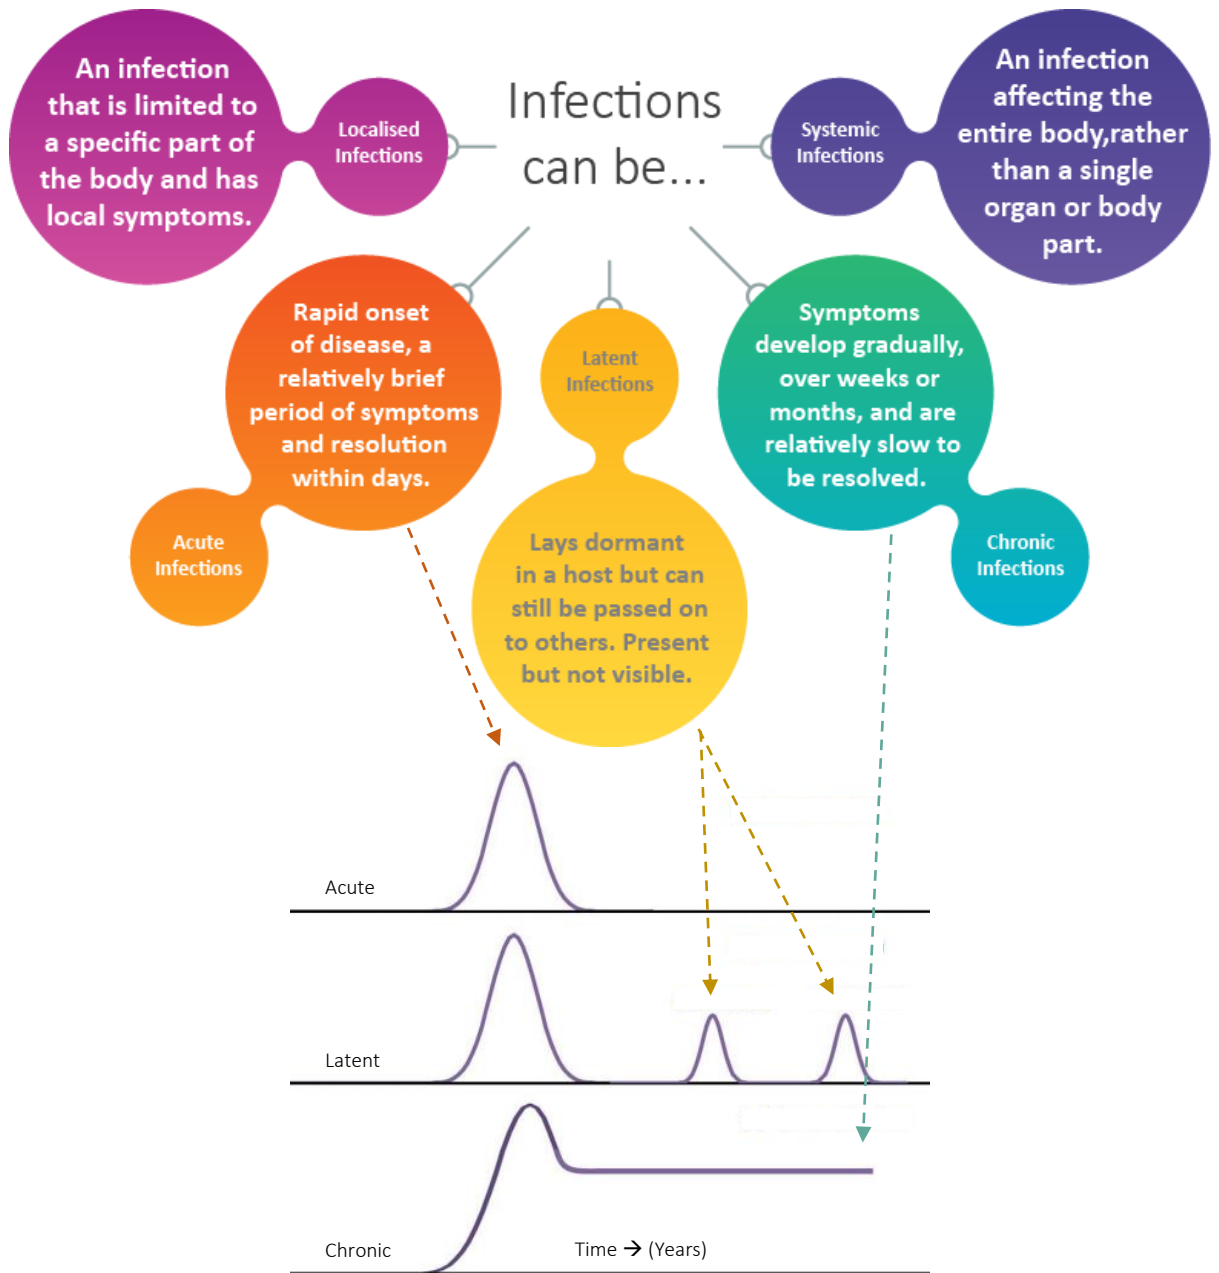 Infections
can be...
An infection
that is limited to
a specific part of
the body and has
local symptoms.
Localised
Infections
Systemic
Infections
An infection
affecting the
entire body,rather
than a single
organ or body
part.
Rapid onset
of disease, a
relatively brief
period of symptoms
and resolution
within days.
Acute
Infections
Latent
Infections
Lays dormant
in a host but can
still be passed on
to others. Present
but not visible.
Symptoms
develop gradually,
over weeks or
months, and are
relatively slow to
be resolved.
Chronic
Infections
Acute
Latent
Chronic
Time → (Years)